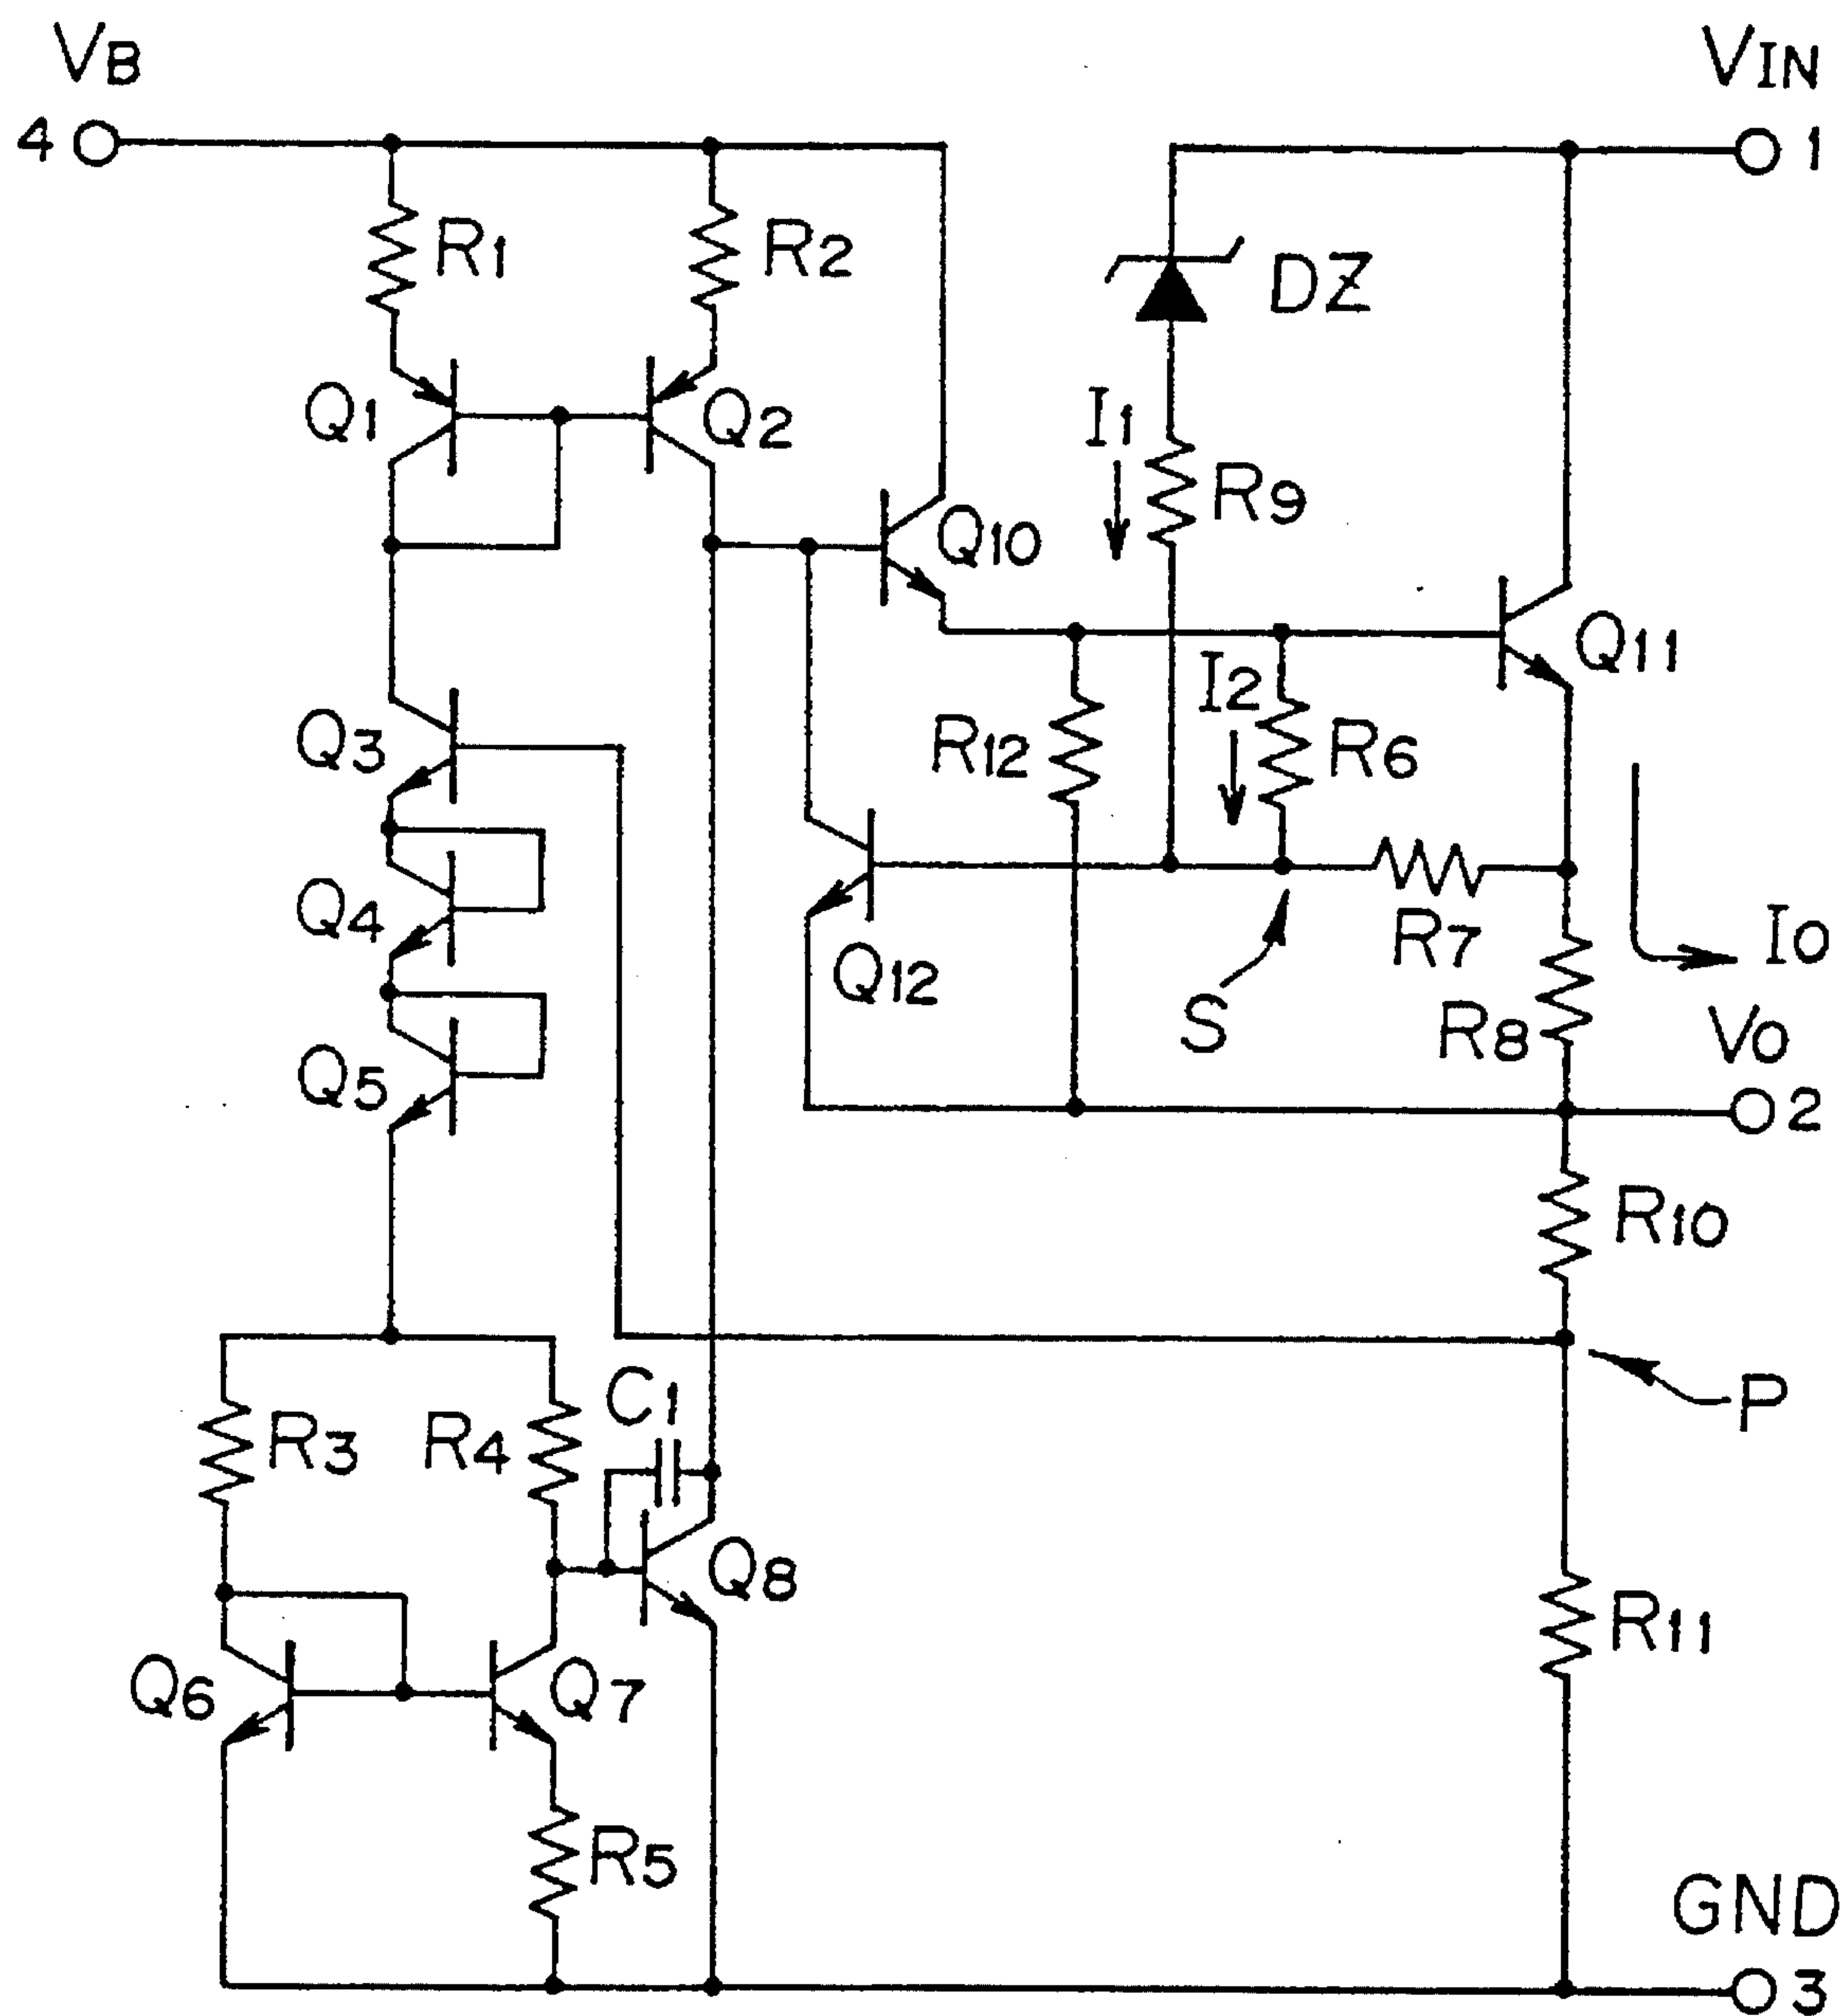 VB
VIN
4
1
R1
R2
DZ
Q1
Q2
I1
R9
Q10
Q11
Q3
I2
R12
R6
Q4
Q12
R7
IO
S
R8
VO
Q5
2
R10
C1
P
R3
R4
Q8
R11
Q6
Q7
R5
GND
3